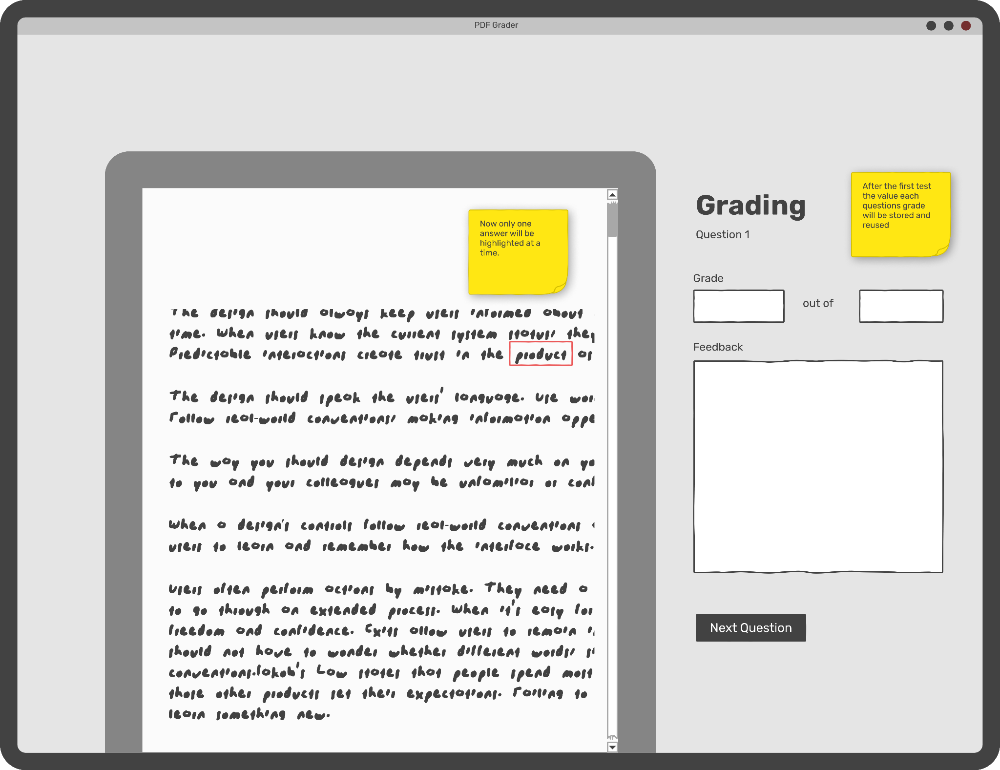 PDF Grader
Now only one
answer will be
highlighted at a
time.
The design should always keep users informed about
time. When users know the current system status, they
Predictable interactions create trust in the product as
The design should speak the users' language. Use
Follow real-world conventions, making information
The way you should design depends very much on
to you and your colleagues may be unfamiliar or
When a design's controls follow real-world conventions
users to learn and remember how the interface works.
Users often perform actions by mistake. They need a
to go through an extended process. When it's easy for
freedom and confidence. Exits allow users to remain
should not have to wonder whether different words,
conventions.Jakob's Law states that people spend most
those other products set their expectations. Failing to
learn something new.
Grading
Question 1
After the first test
the value each
questions grade
will be stored and
reused
Grade
out of
Feedback
Next Question